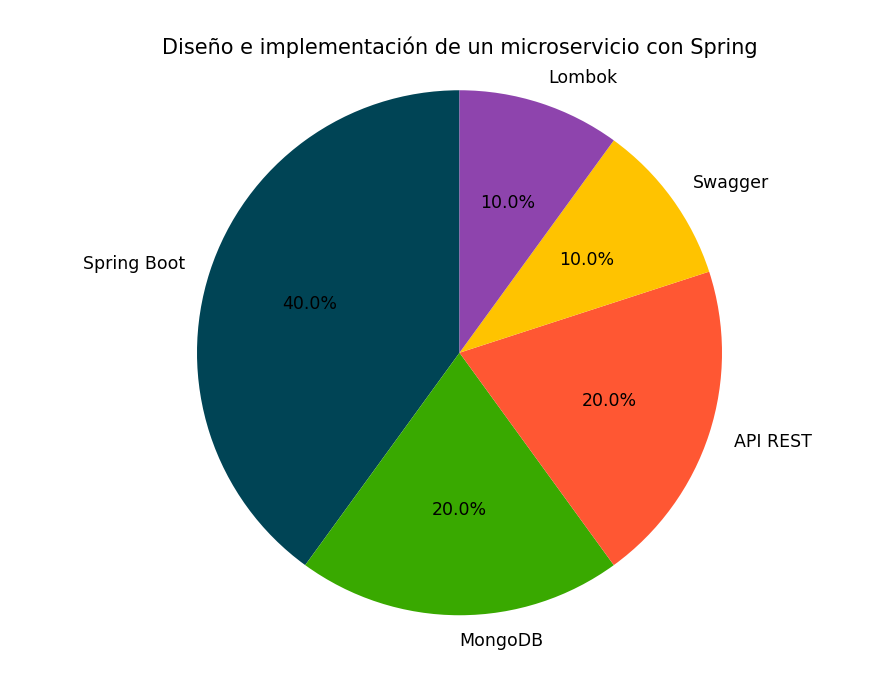 Diseño e implementación de un microservicio con Spring
Lombok
Swagger
10.0%
10.0%
Spring Boot
40.0%
20.0%
API REST
20.0%
MongoDB